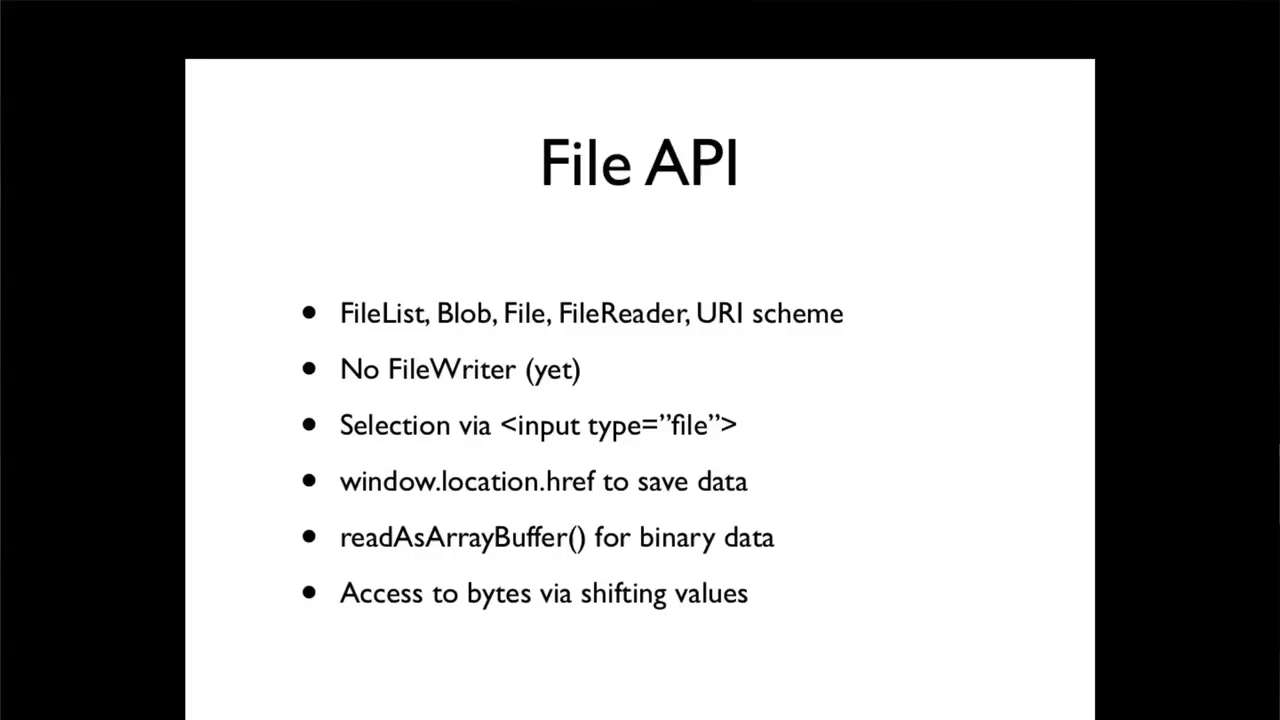 File API
• FileList, Blob, File, FileReader, URI scheme
• No FileWriter (yet)
• Selection via <input type=”file”>
• window.location.href to save data
• readAsArrayBuffer() for binary data
• Access to bytes via shifting values